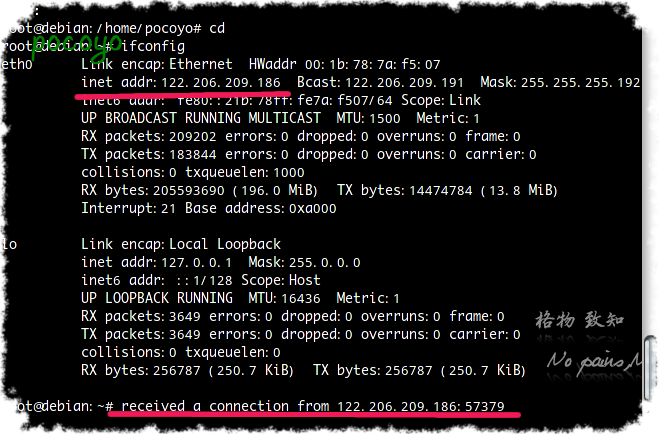 root@debian:/home/pocoyo# cd
pocoyo
root@debian:~# ifconfig
eth0 Link encap:Ethernet HWaddr 00:1b:78:7a:f5:07
inet addr:122.206.209.186 Bcast:122.206.209.191 Mask:255.255.255.192
inet6 addr: fe80::21b:78ff:fe7a:f507/64 Scope:Link
UP BROADCAST RUNNING MULTICAST MTU:1500 Metric:1
RX packets:209202 errors:0 dropped:0 overruns:0 frame:0
TX packets:183844 errors:0 dropped:0 overruns:0 carrier:0
collisions:0 txqueuelen:1000
RX bytes:205593690 (196.0 MiB) TX bytes:14474784 (13.8 MiB)
Interrupt:21 Base address:0xa000
lo Link encap:Local Loopback
inet addr:127.0.0.1 Mask:255.0.0.0
inet6 addr: ::1/128 Scope:Host
UP LOOPBACK RUNNING MTU:16436 Metric:1
RX packets:3649 errors:0 dropped:0 overruns:0 frame:0
TX packets:3649 errors:0 dropped:0 overruns:0 carrier:0
collisions:0 txqueuelen:0
RX bytes:256787 (250.7 KiB) TX bytes:256787 (250.7 KiB)
格物 致知
No pains,N
root@debian:~# received a connection from 122.206.209.186:57379